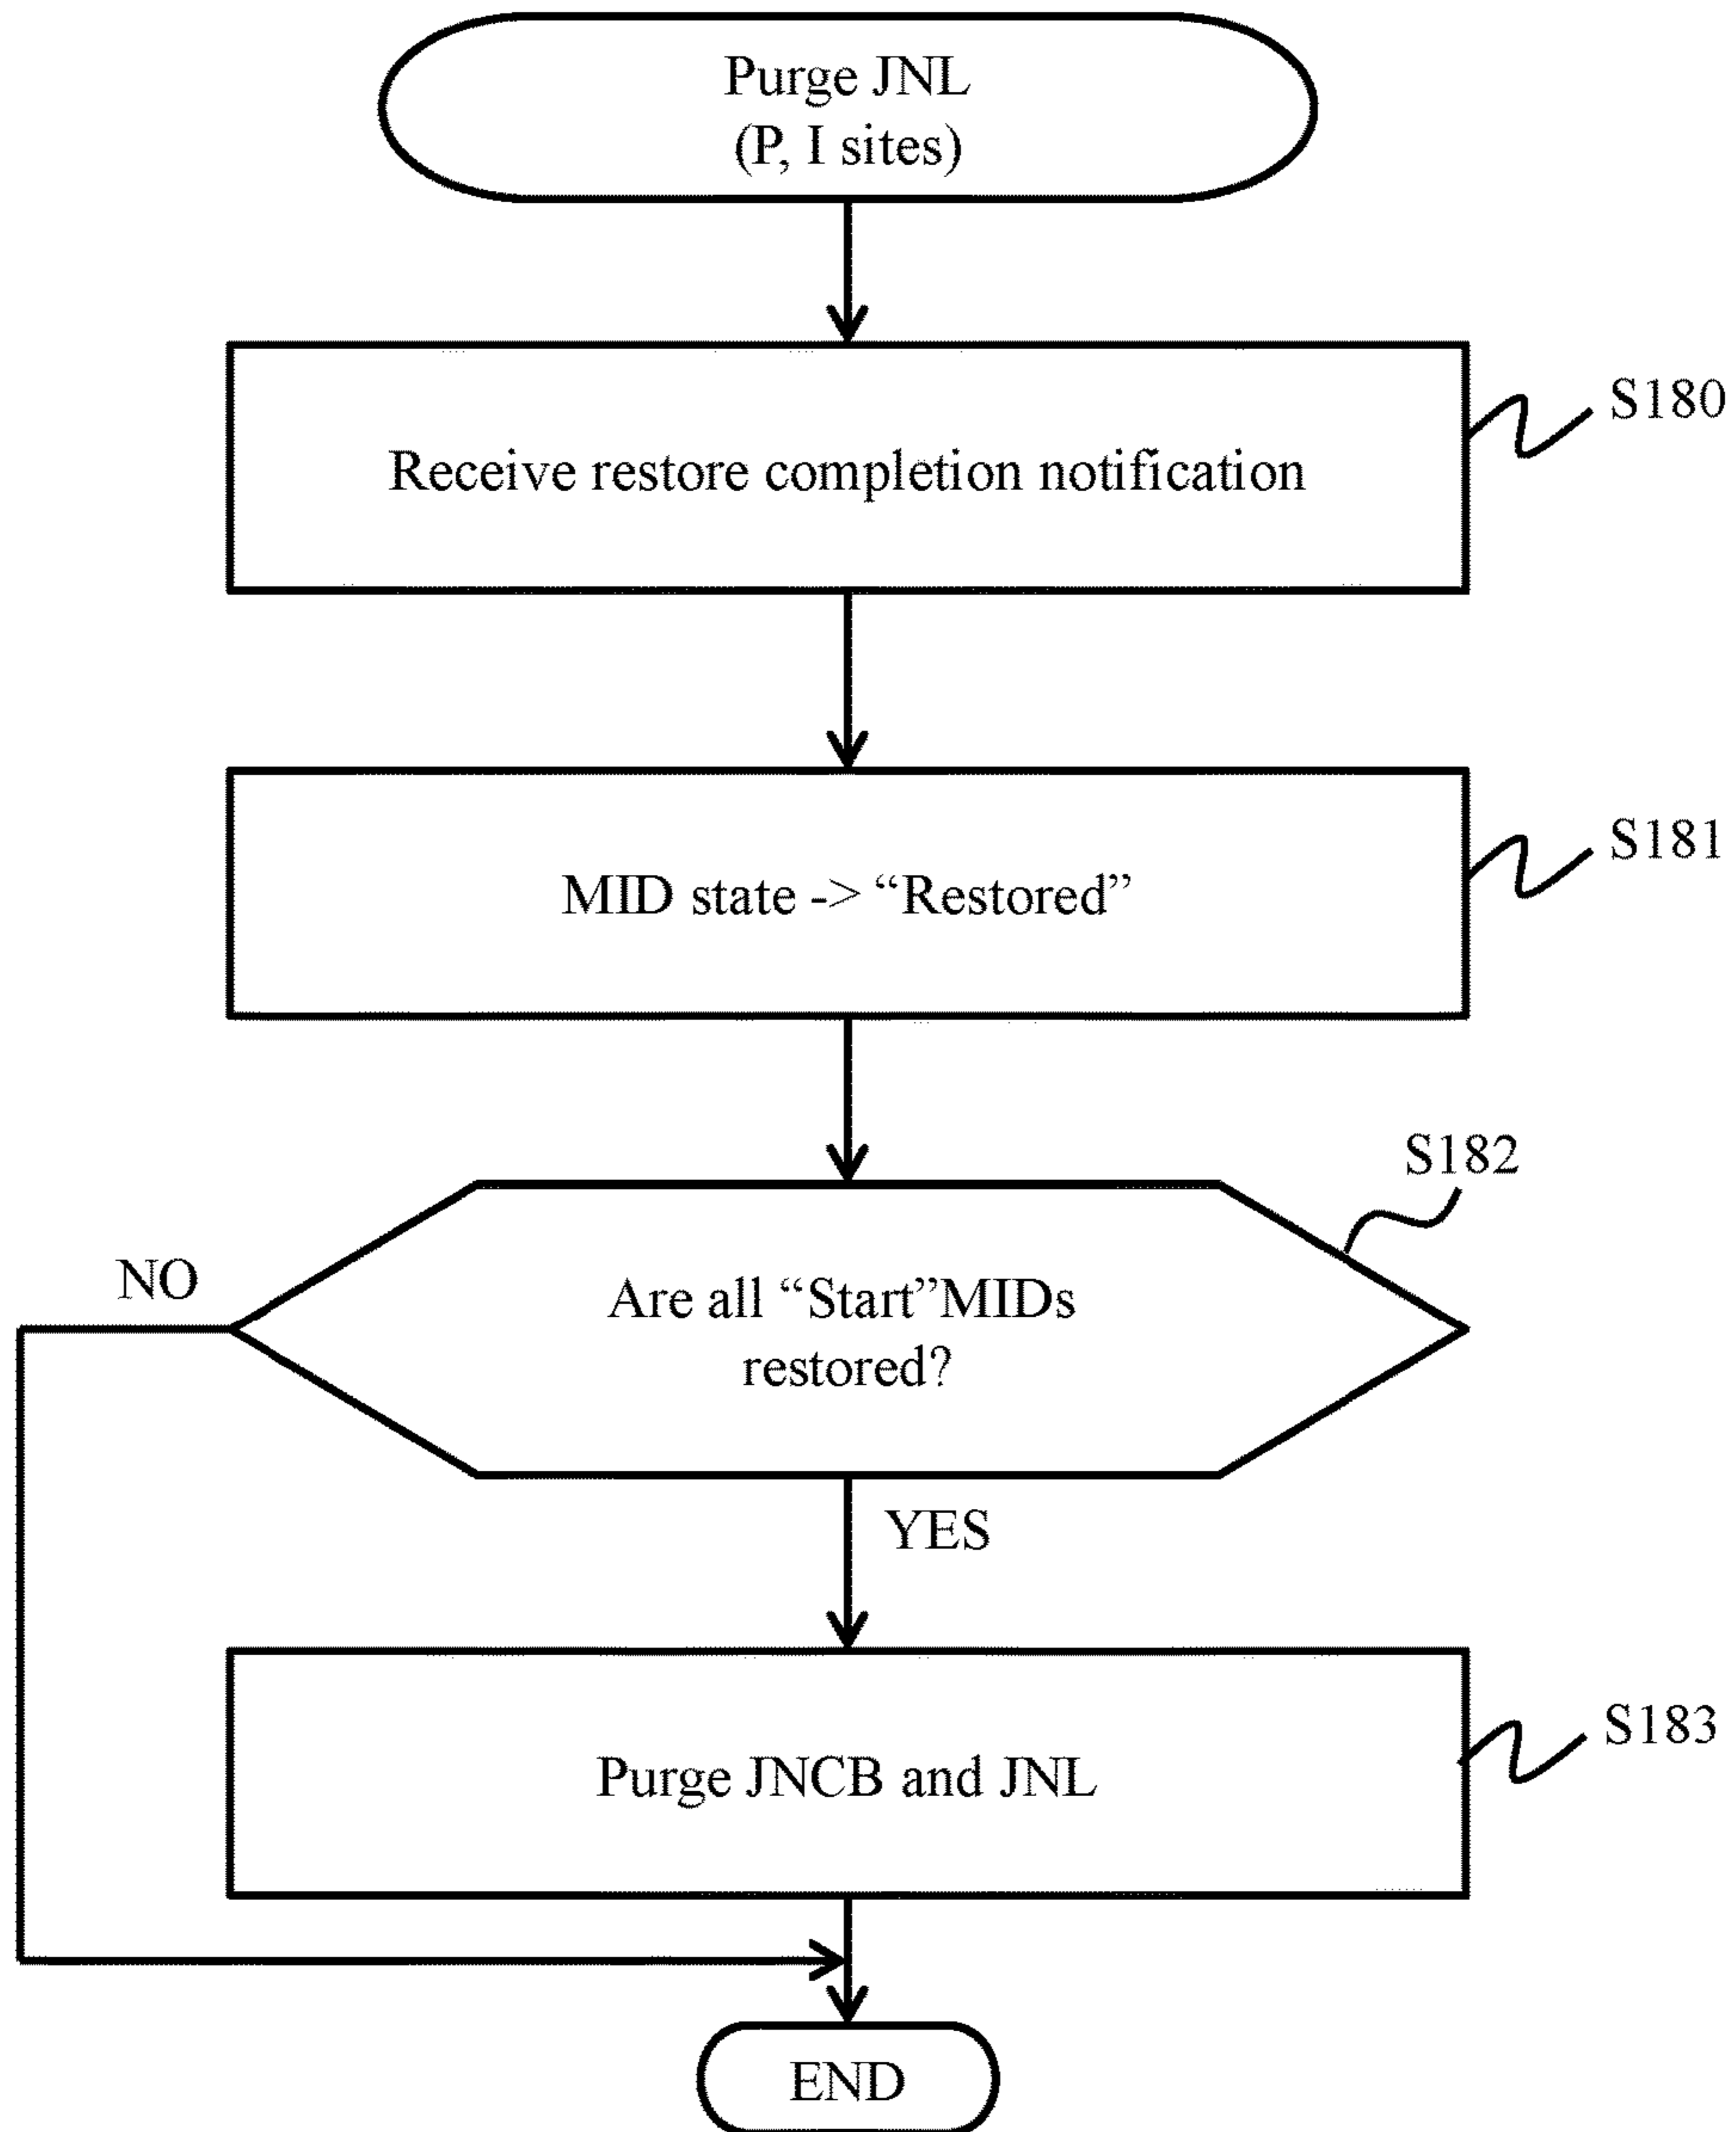 Purge JNL
(P, I sites)
Receive restore completion notification
S180
MID state -> “Restored”
S181
S182
NO
Are all “Start”MIDs
restored?
YES
Purge JNCB and JNL
S183
END